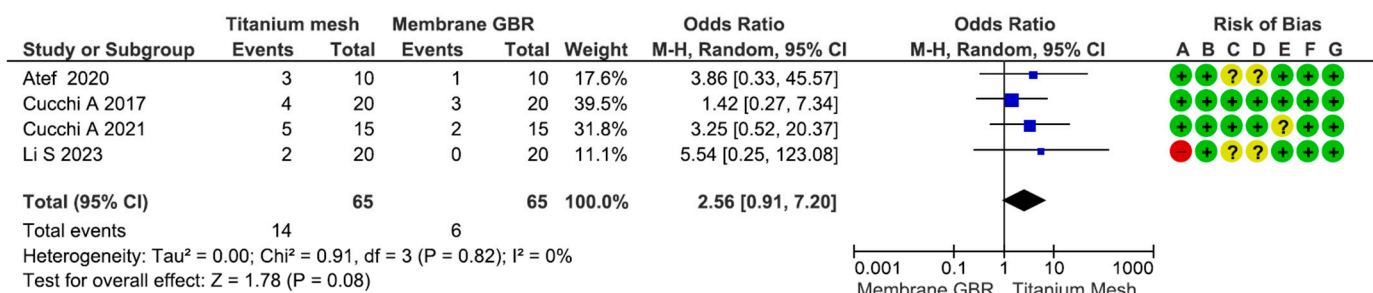 Titanium mesh Membrane GBR Odds Ratio Odds Ratio Risk of Bias
Study or Subgroup Events Total Events Total Weight M-H, Random, 95% CI M-H, Random, 95% CI A B C D E F G
Atef 2020 3 10 1 10 17.6% 3.86 [0.33, 45.57] + + ? ? + + +
Cucchi A 2017 4 20 3 20 39.5% 1.42 [0.27, 7.34] + + + + + + +
Cucchi A 2021 5 15 2 15 31.8% 3.25 [0.52, 20.37] + + + + ? + +
Li S 2023 2 20 0 20 11.1% 5.54 [0.25, 123.08] − + ? ? + + +
Total (95% CI) 65 65 100.0% 2.56 [0.91, 7.20]
Total events 14 6
Heterogeneity: Tau² = 0.00; Chi² = 0.91, df = 3 (P = 0.82); I² = 0%
Test for overall effect: Z = 1.78 (P = 0.08)
0.001 0.1 1 10 1000
Membrane GBR Titanium Mesh